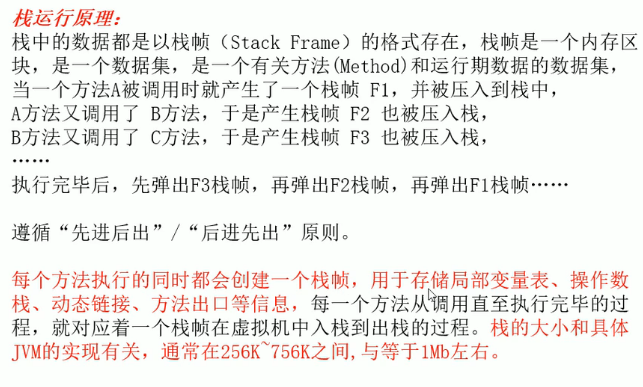 栈运行原理：
栈中的数据都是以栈帧（Stack Frame）的格式存在，栈帧是一个内存区
块，是一个数据集，是一个有关方法(Method)和运行期数据的数据集，
当一个方法A被调用时就产生了一个栈帧 F1，并被压入到栈中，
A方法又调用了 B方法，于是产生栈帧 F2 也被压入栈，
B方法又调用了 C方法，于是产生栈帧 F3 也被压入栈，
……
执行完毕后，先弹出F3栈帧，再弹出F2栈帧，再弹出F1栈帧……
遵循“先进后出”/“后进先出”原则。
每个方法执行的同时都会创建一个栈帧，用于存储局部变量表、操作数
栈、动态链接、方法出口等信息，每一个方法从调用直至执行完毕的过
程，就对应着一个栈帧在虚拟机中入栈到出栈的过程。栈的大小和具体
JVM的实现有关，通常在256K~756K之间,与等于1Mb左右。